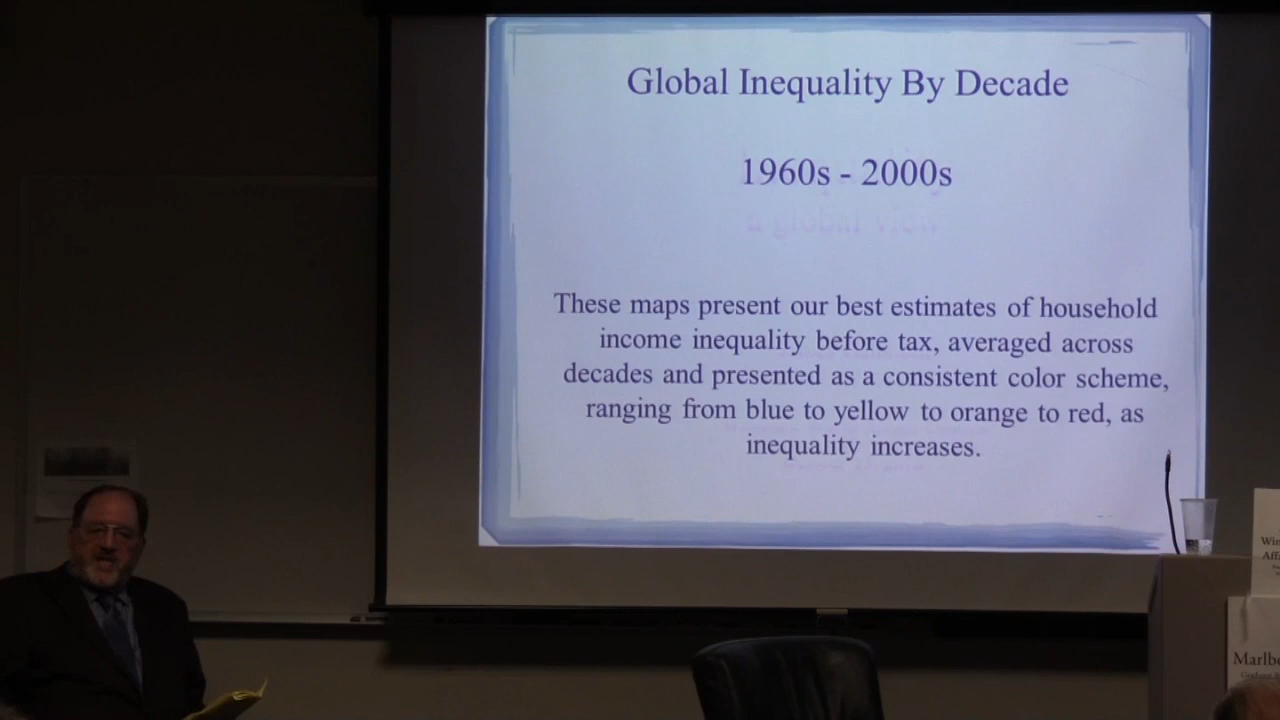 Global Inequality By Decade
1960s - 2000s
a global view
These maps present our best estimates of household
income inequality before tax, averaged across
decades and presented as a consistent color scheme,
ranging from blue to yellow to orange to red, as
inequality increases.